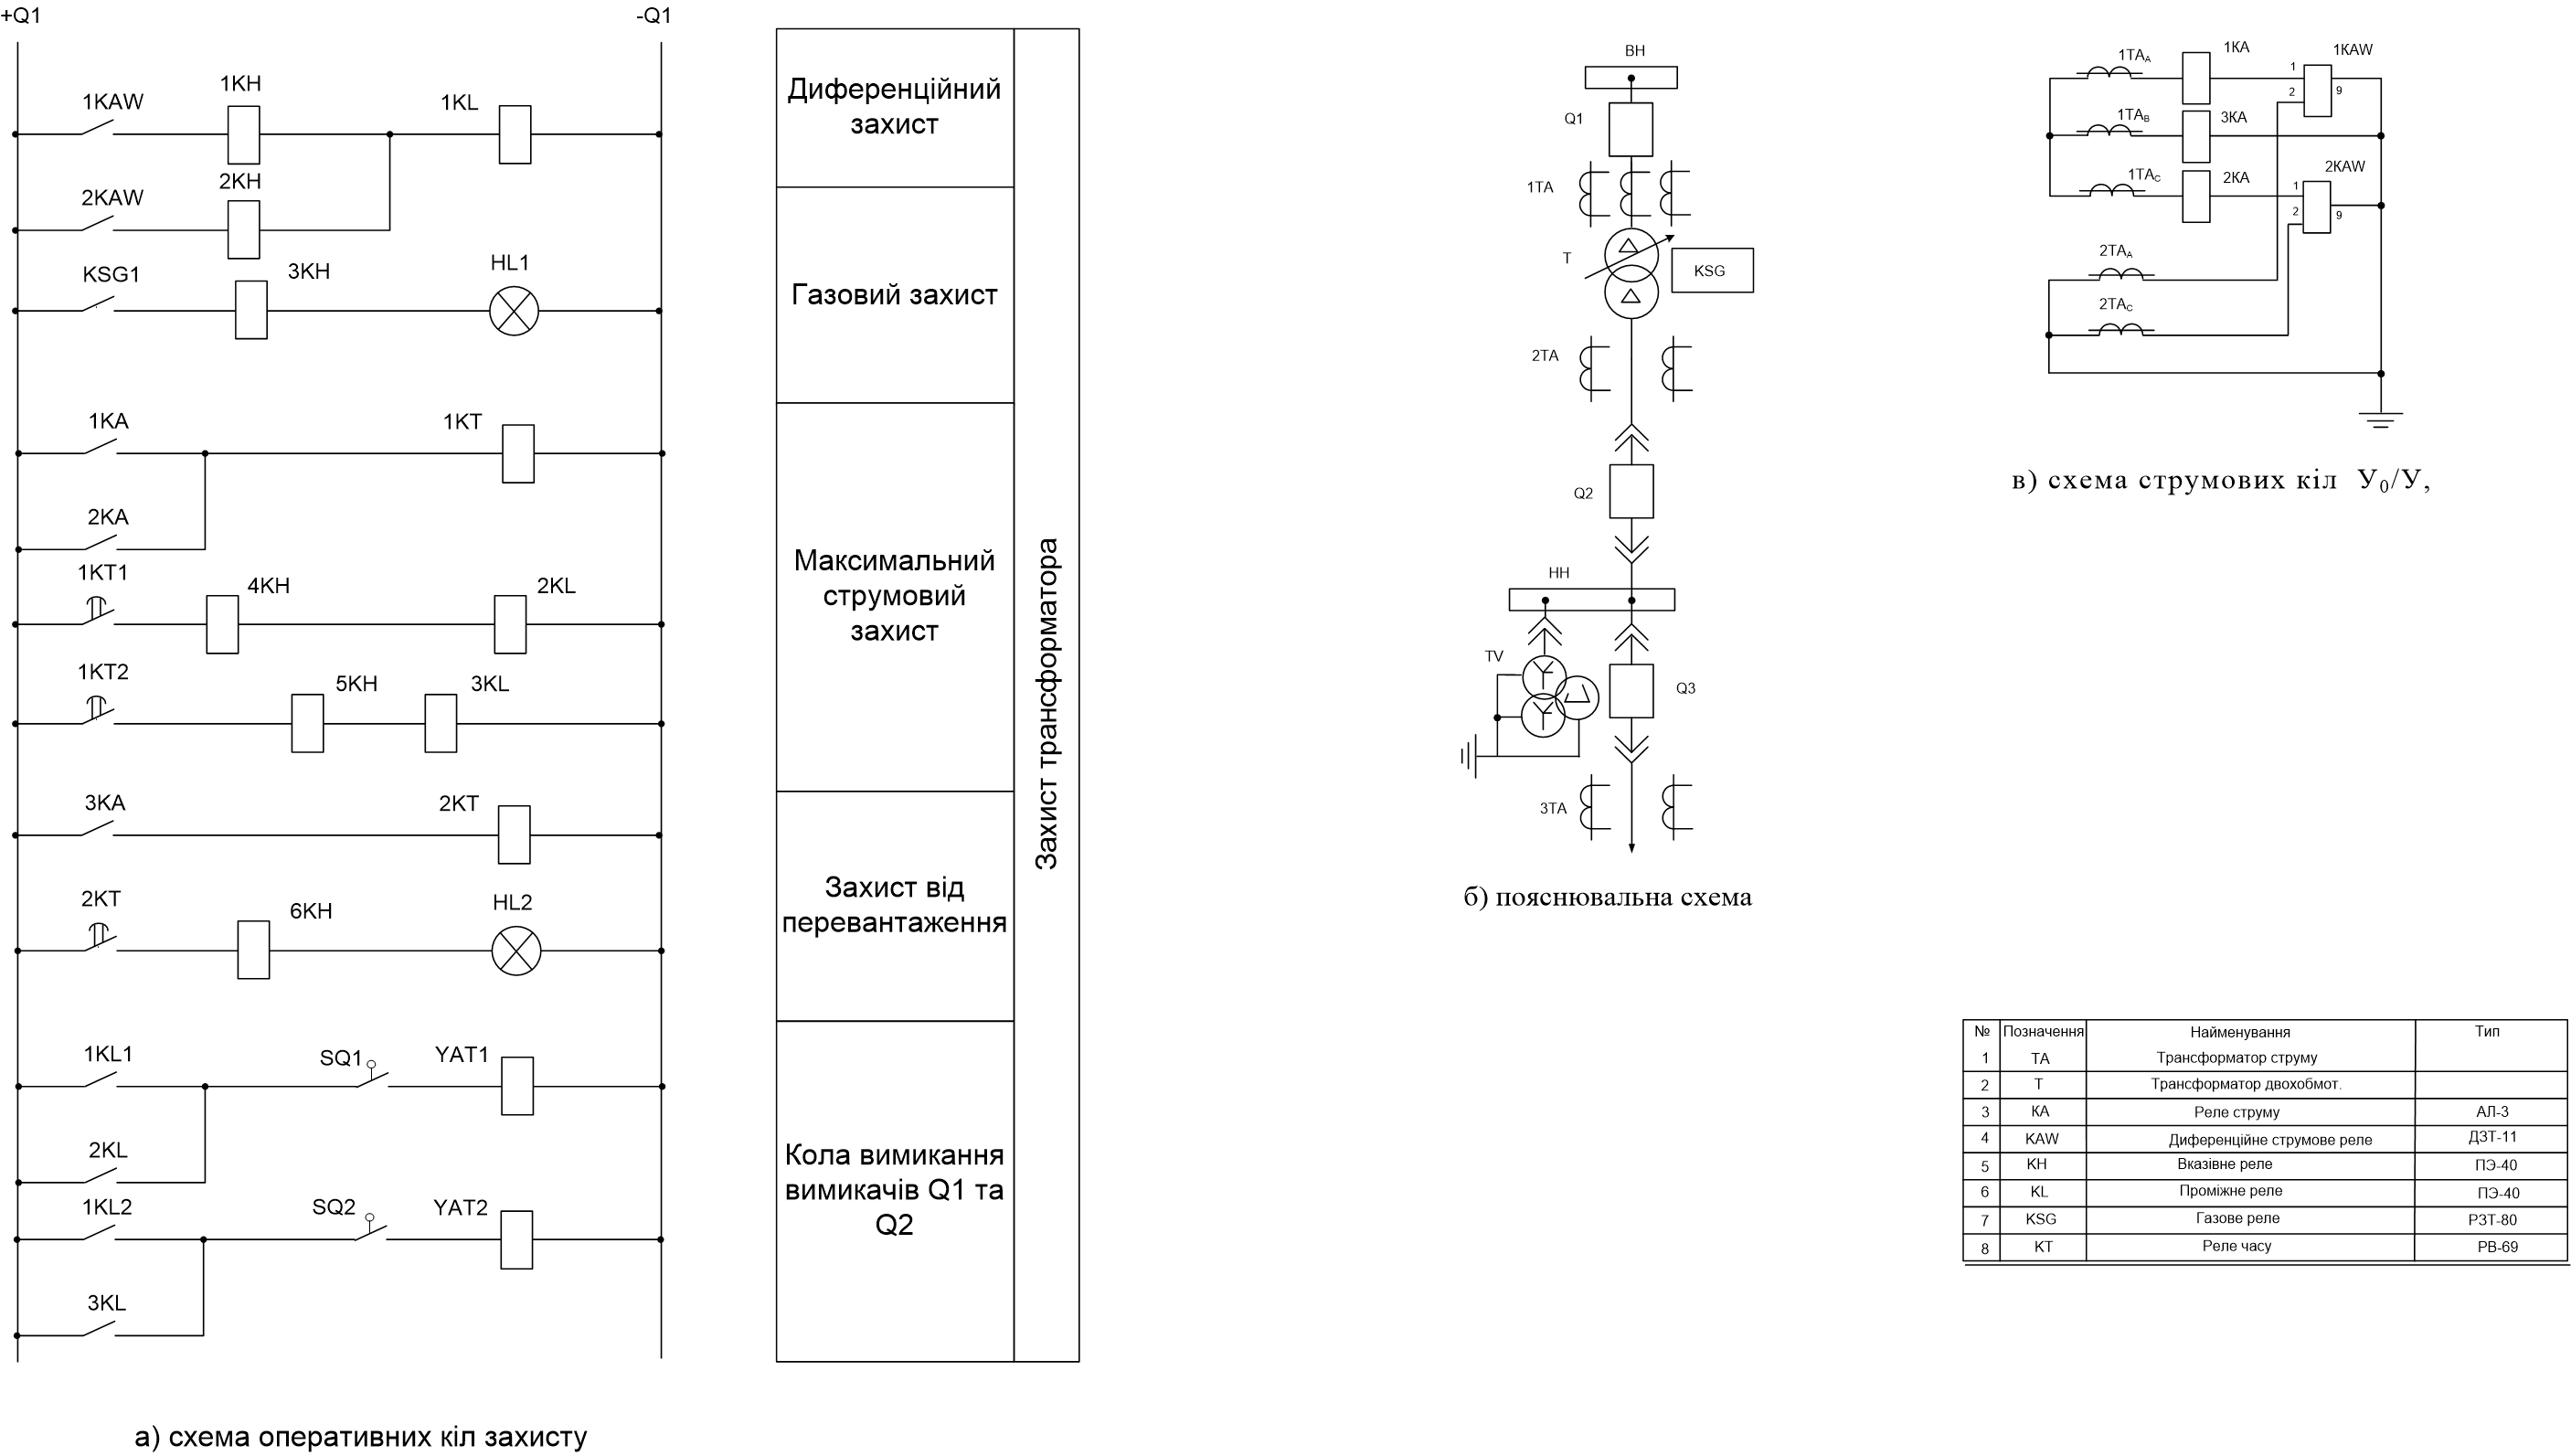 +Q1
-Q1
1KAW
1KH
1KL
2KAW
2KH
KSG1
3KH
HL1
1KA
1KT
2KA
1KT1
4KH
2KL
1KT2
5KH
3KL
3KA
2KT
2KT
6KH
HL2
1KL1
SQ1
YAT1
2KL
1KL2
SQ2
YAT2
3KL
а) схема оперативних кіл захисту
Диференційний
захист
Газовий захист
Максимальний
струмовий
захист
Захист від
перевантаження
Кола вимикання
вимикачів Q1 та
Q2
Захист трансформатора
ВН
Q1
1TA
T
KSG
2TA
Q2
НН
TV
Q3
3TA
б) пояснювальна схема
1TAA
1KA
1KAW
1
2
9
1TAB
3KA
1TAC
2KA
2KAW
1
2
9
2TAA
2TAC
в) схема струмових кіл У0/У,
№ Позначення Найменування Тип
1 TA Трансформатор струму
2 T Трансформатор двохобмот.
3 KA Реле струму АЛ-3
4 KAW Диференційне струмове реле ДЗТ-11
5 KH Вказівне реле ПЭ-40
6 KL Проміжне реле ПЭ-40
7 KSG Газове реле РЗТ-80
8 KT Реле часу РВ-69